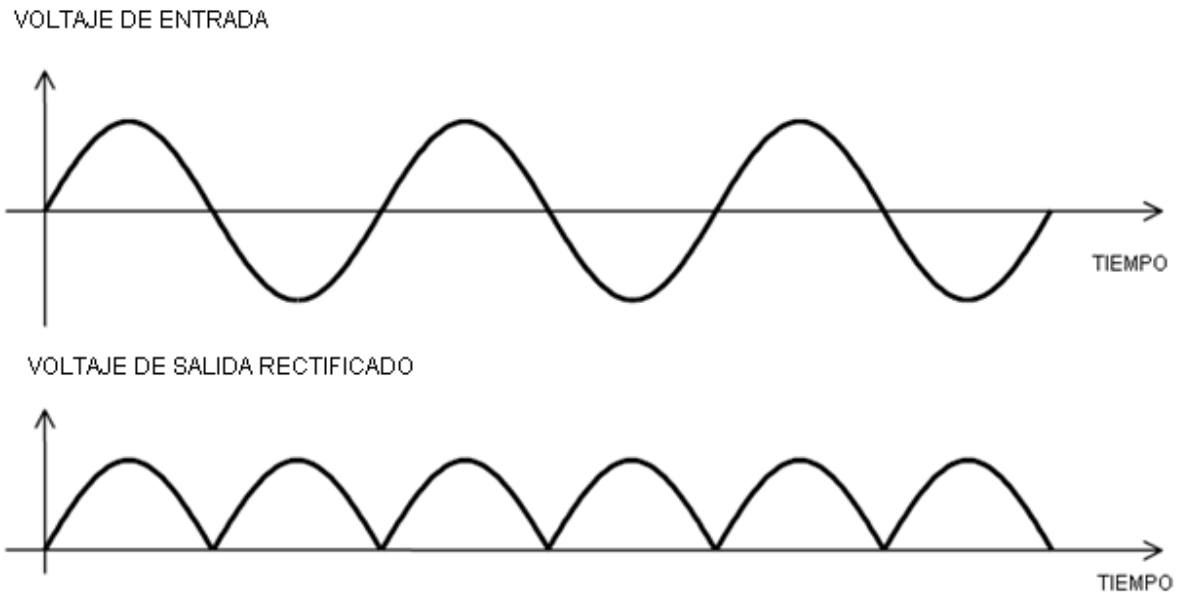 VOLTAJE DE ENTRADA
TIEMPO
VOLTAJE DE SALIDA RECTIFICADO
TIEMPO